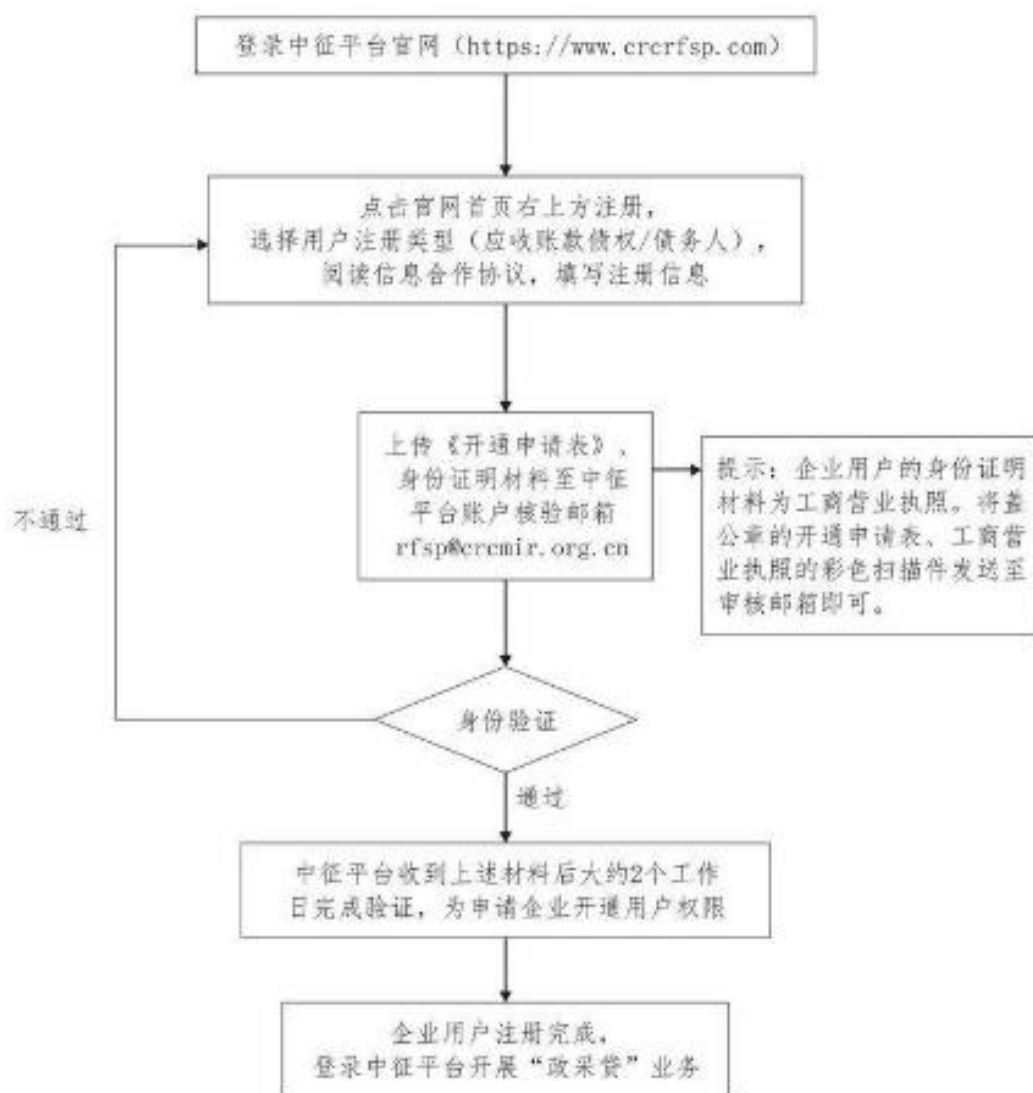 登录中征平台官网（https://www.crcrfsp.com）
点击官网首页右上方注册，
选择用户注册类型（应收账款债权/债务人），
阅读信息合作协议，填写注册信息
上传《开通申请表》、
身份证明材料至中征
平台账户核验邮箱
rfsp@crcmir.org.cn
提示：企业用户的身份证明
材料为工商营业执照。将盖
公章的开通申请表、工商营
业执照的彩色扫描件发送至
审核邮箱即可。
不通过
身份验证
通过
中征平台收到上述材料后大约2个工作
日完成验证，为申请企业开通用户权限
企业用户注册完成，
登录中征平台开展“政采贷”业务